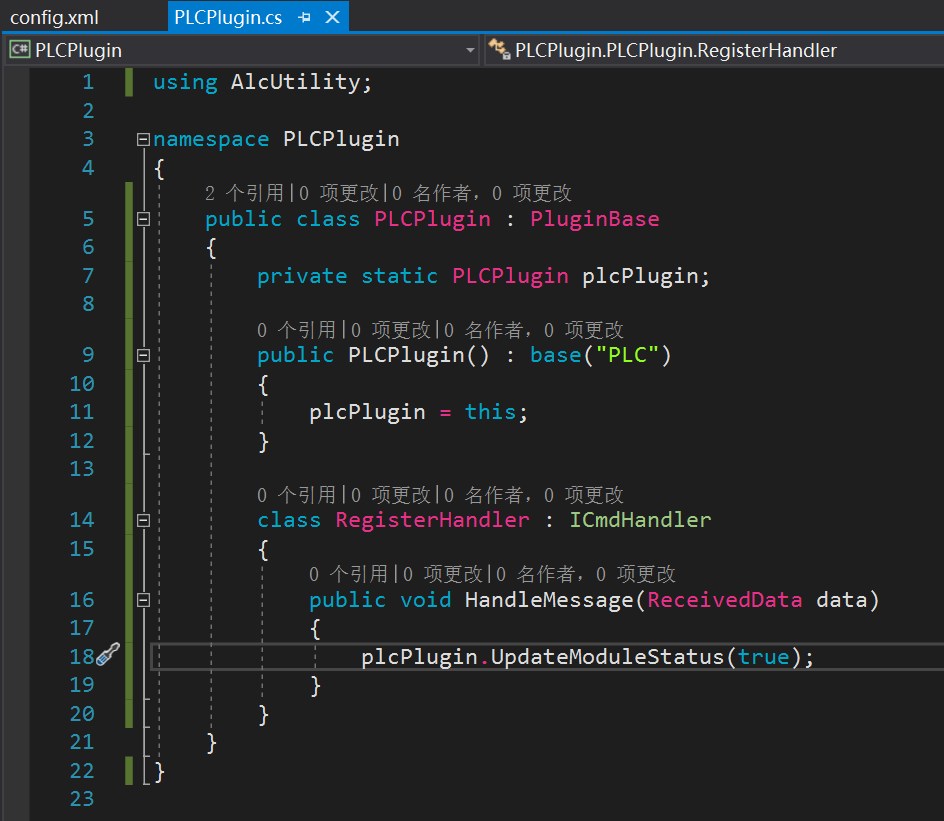 config.xml PLCPlugin.cs
C# PLCPlugin PLCPlugin.PLCPlugin.RegisterHandler
1 using AlcUtility;
2
3 namespace PLCPlugin
4 {
2 个引用|0 项更改|0 名作者，0 项更改
5 public class PLCPlugin : PluginBase
6 {
7 private static PLCPlugin plcPlugin;
8
0 个引用|0 项更改|0 名作者，0 项更改
9 public PLCPlugin() : base("PLC")
10 {
11 plcPlugin = this;
12 }
13
0 个引用|0 项更改|0 名作者，0 项更改
14 class RegisterHandler : ICmdHandler
15 {
0 个引用|0 项更改|0 名作者，0 项更改
16 public void HandleMessage(ReceivedData data)
17 {
18 plcPlugin.UpdateModuleStatus(true);
19 }
20 }
21 }
22 }
23